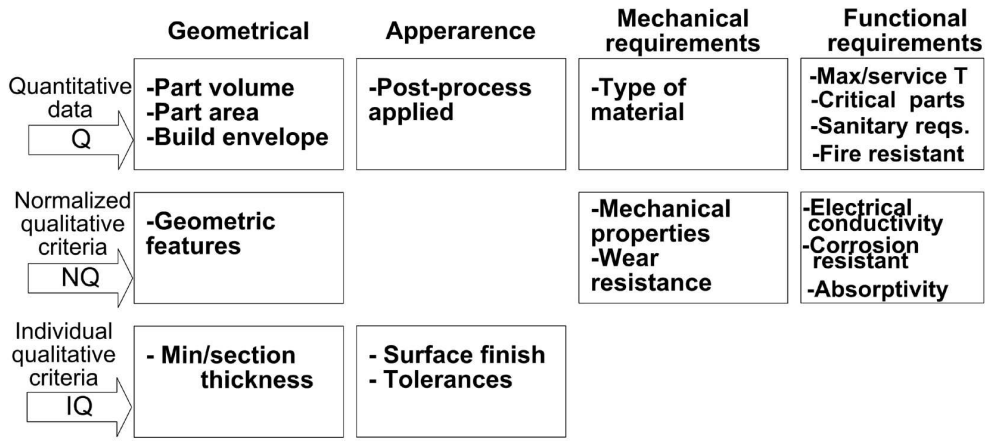 Geometrical
Apperarence
Mechanical
requirements
Functional
requirements
Quantitative
data
Q
-Part volume
-Part area
-Build envelope
-Post-process
applied
-Type of
material
-Max/service T
-Critical parts
-Sanitary reqs.
-Fire resistant
Normalized
qualitative
criteria
NQ
-Geometric
features
-Mechanical
properties
-Wear
resistance
-Electrical
conductivity
-Corrosion
resistant
-Absorptivity
Individual
qualitative
criteria
IQ
- Min/section
thickness
- Surface finish
- Tolerances